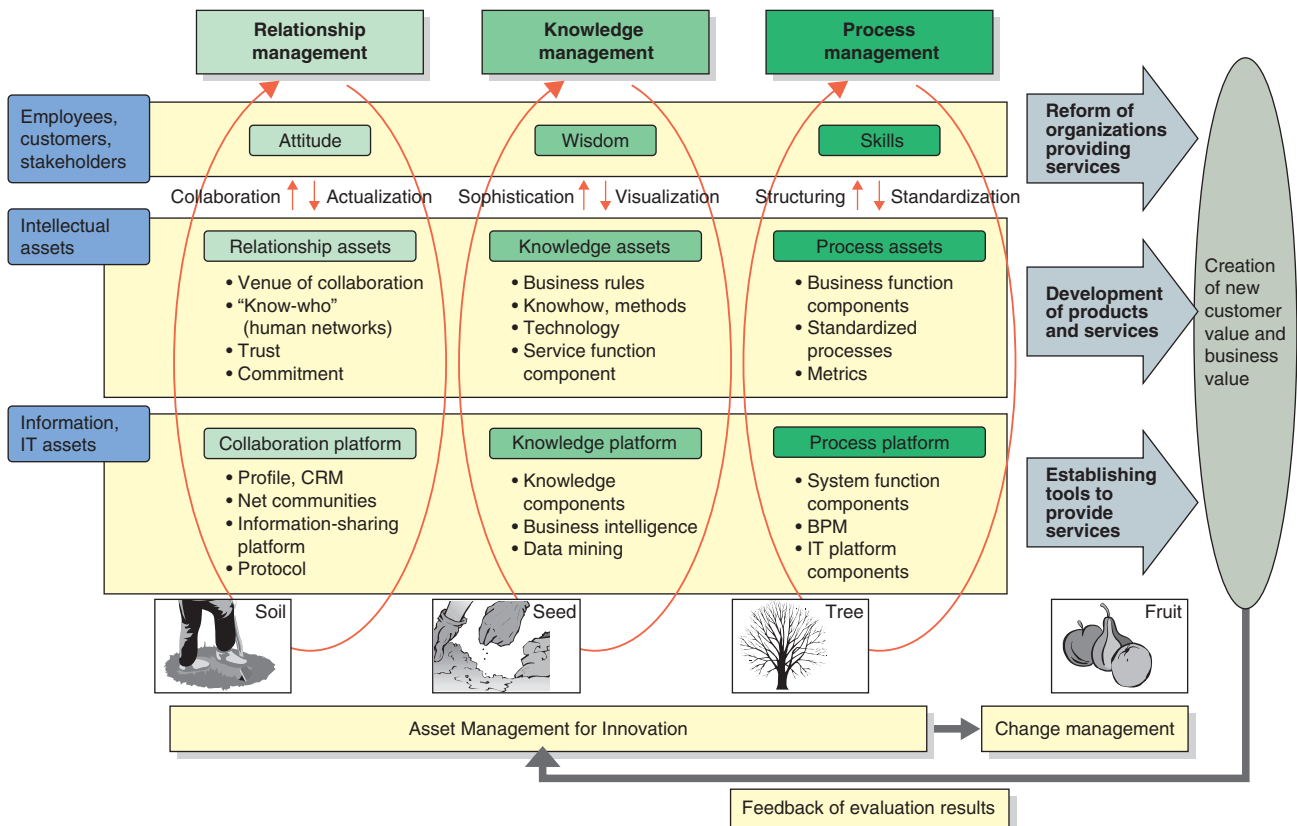 Relationship
management
Knowledge
management
Process
management
Employees,
customers,
stakeholders
Attitude
Wisdom
Skills
Reform of
organizations
providing
services
Collaboration
Actualization
Sophistication
Visualization
Structuring
Standardization
Intellectual
assets
Relationship assets
• Venue of collaboration
• “Know-who”
(human networks)
• Trust
• Commitment
Knowledge assets
• Business rules
• Knowhow, methods
• Technology
• Service function
component
Process assets
• Business function
components
• Standardized
processes
• Metrics
Development
of products
and services
Creation
of new
customer
value and
business
value
Information,
IT assets
Collaboration platform
• Profile, CRM
• Net communities
• Information-sharing
platform
• Protocol
Knowledge platform
• Knowledge
components
• Business intelligence
• Data mining
Process platform
• System function
components
• BPM
• IT platform
components
Establishing
tools to
provide
services
Soil
Seed
Tree
Fruit
Asset Management for Innovation
Change management
Feedback of evaluation results